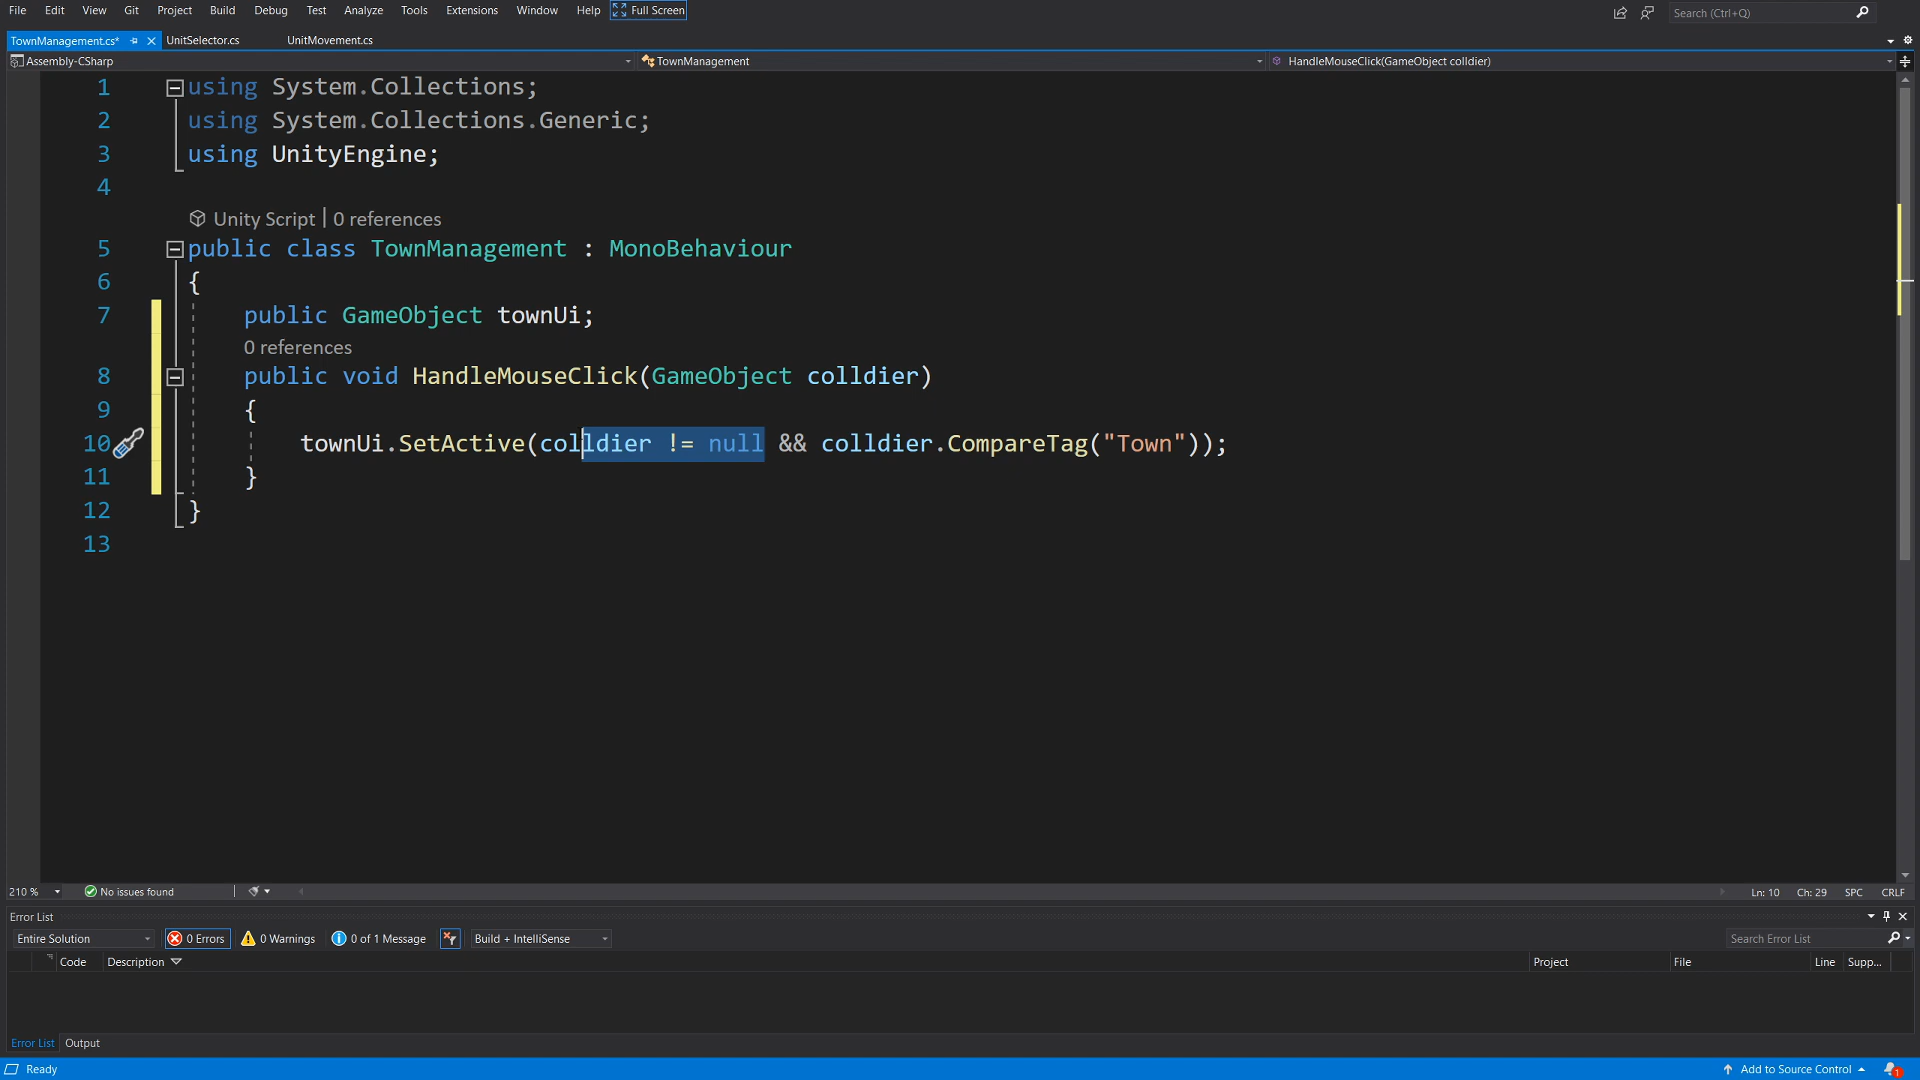 File Edit View Git Project Build Debug Test Analyze Tools Extensions Window Help Full Screen Search (Ctrl+Q)
TownManagement.cs* UnitSelector.cs UnitMovement.cs
Assembly-CSharp TownManagement HandleMouseClick(GameObject colldier)
1 using System.Collections;
2 using System.Collections.Generic;
3 using UnityEngine;
4
Unity Script | 0 references
5 public class TownManagement : MonoBehaviour
6 {
7 public GameObject townUi;
0 references
8 public void HandleMouseClick(GameObject colldier)
9 {
10 townUi.SetActive(colldier != null && colldier.CompareTag("Town"));
11 }
12 }
13
210 % No issues found Ln: 10 Ch: 29 SPC CRLF
Error List
Entire Solution 0 Errors 0 Warnings 0 of 1 Message Build + IntelliSense Search Error List
Code Description Project File Line Supp...
Error List Output
Ready Add to Source Control 1